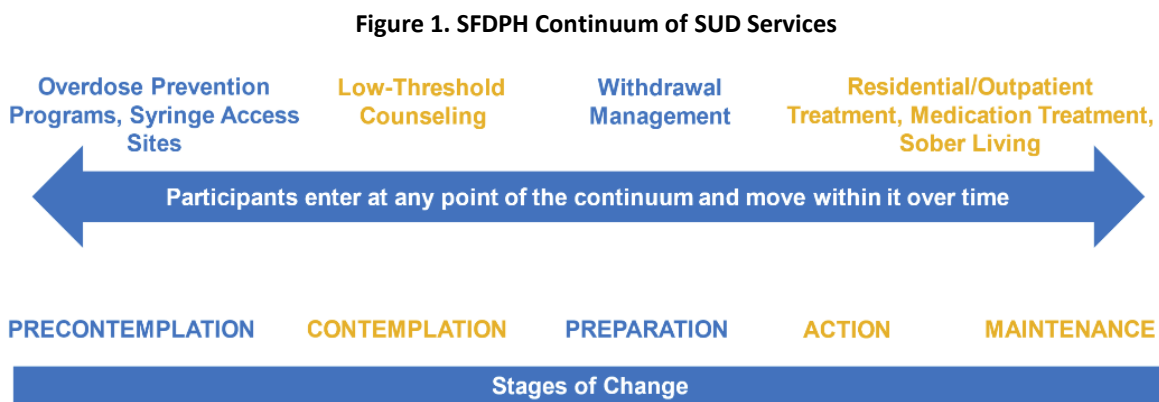 Figure 1. SFDPH Continuum of SUD Services
Overdose Prevention
Programs, Syringe Access
Sites
Low-Threshold
Counseling
Withdrawal
Management
Residential/Outpatient
Treatment, Medication Treatment,
Sober Living
Participants enter at any point of the continuum and move within it over time
PRECONTEMPLATION
CONTEMPLATION
PREPARATION
ACTION
MAINTENANCE
Stages of Change